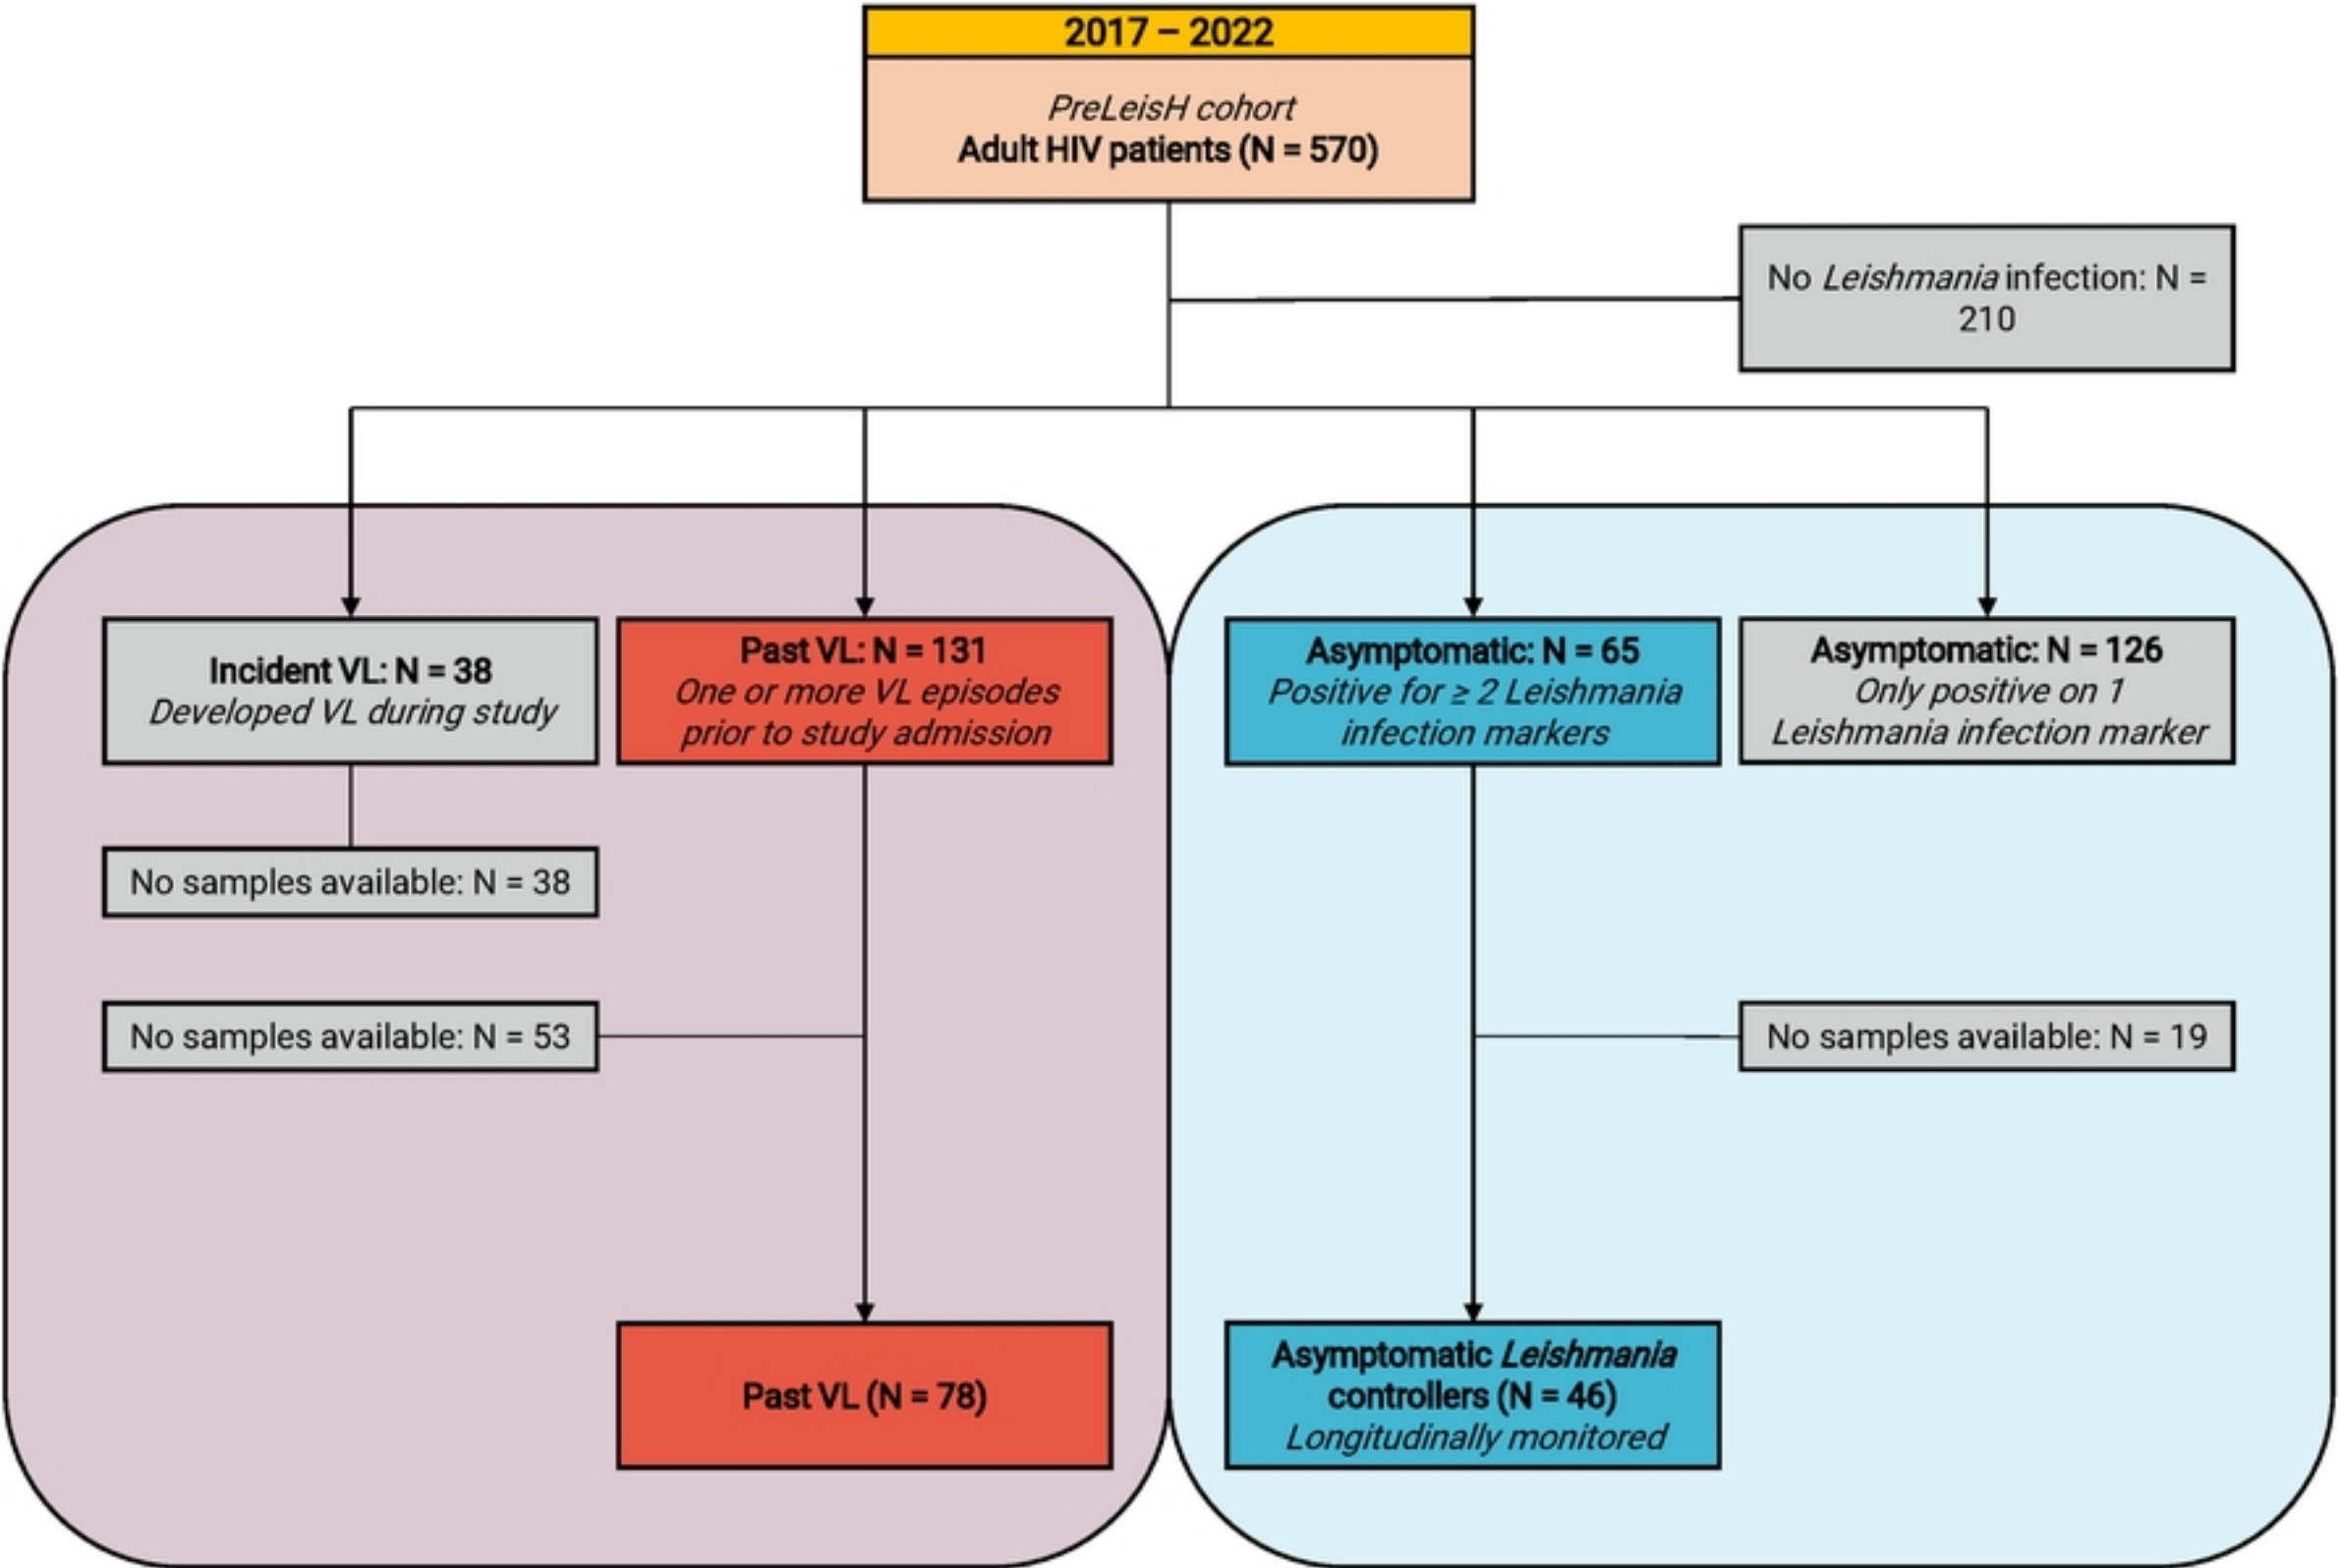 2017 – 2022
PreLeisH cohort
Adult HIV patients (N = 570)
No Leishmania infection: N =
210
Incident VL: N = 38
Developed VL during study
Past VL: N = 131
One or more VL episodes
prior to study admission
Asymptomatic: N = 65
Positive for ≥ 2 Leishmania
infection markers
Asymptomatic: N = 126
Only positive on 1
Leishmania infection marker
No samples available: N = 38
No samples available: N = 53
No samples available: N = 19
Past VL (N = 78)
Asymptomatic Leishmania
controllers (N = 46)
Longitudinally monitored